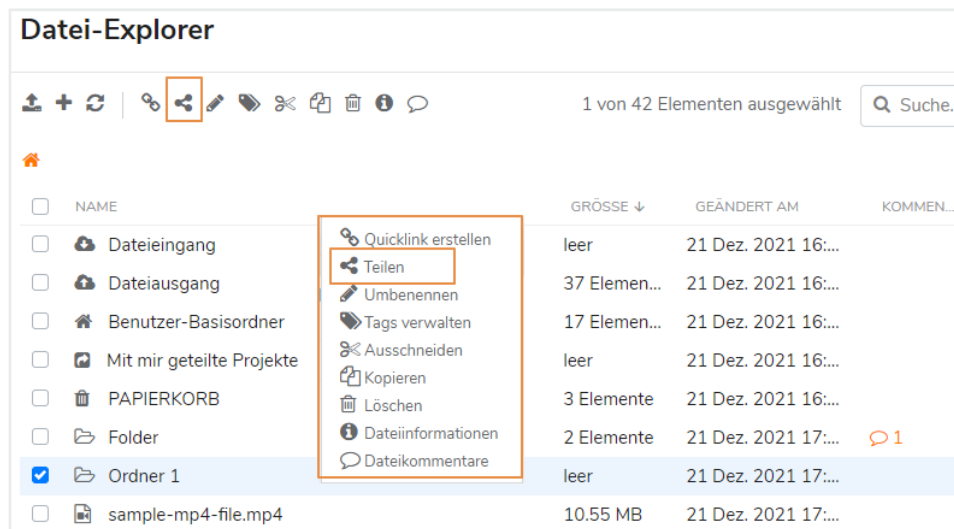 Datei-Explorer
1 von 42 Elementen ausgewählt
Suche.
NAME
GRÖSSE ↓
GEÄNDERT AM
KOMMEN...
Dateieingang leer 21 Dez. 2021 16:...
Dateiausgang 37 Elemen... 21 Dez. 2021 16:...
Benutzer-Basisordner 17 Elemen... 21 Dez. 2021 16:...
Mit mir geteilte Projekte leer 21 Dez. 2021 16:...
PAPIERKORB 3 Elemente 21 Dez. 2021 16:...
Folder 2 Elemente 21 Dez. 2021 17:... 1
Ordner 1 leer 21 Dez. 2021 17:...
sample-mp4-file.mp4 10.55 MB 21 Dez. 2021 17:...
Quicklink erstellen
Teilen
Umbenennen
Tags verwalten
Ausschneiden
Kopieren
Löschen
Dateiinformationen
Dateikommentare